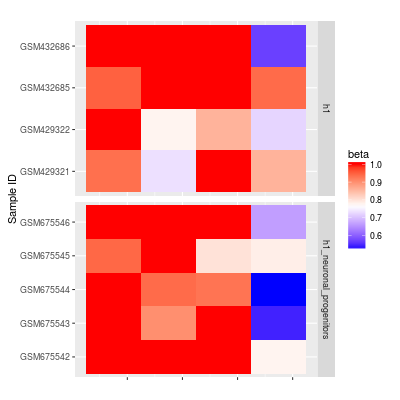 Sample ID
GSM432686
GSM432685
GSM429322
GSM429321
h1
GSM675546
GSM675545
GSM675544
GSM675543
GSM675542
h1_neuronal_progenitors
beta
1.0
0.9
0.8
0.7
0.6